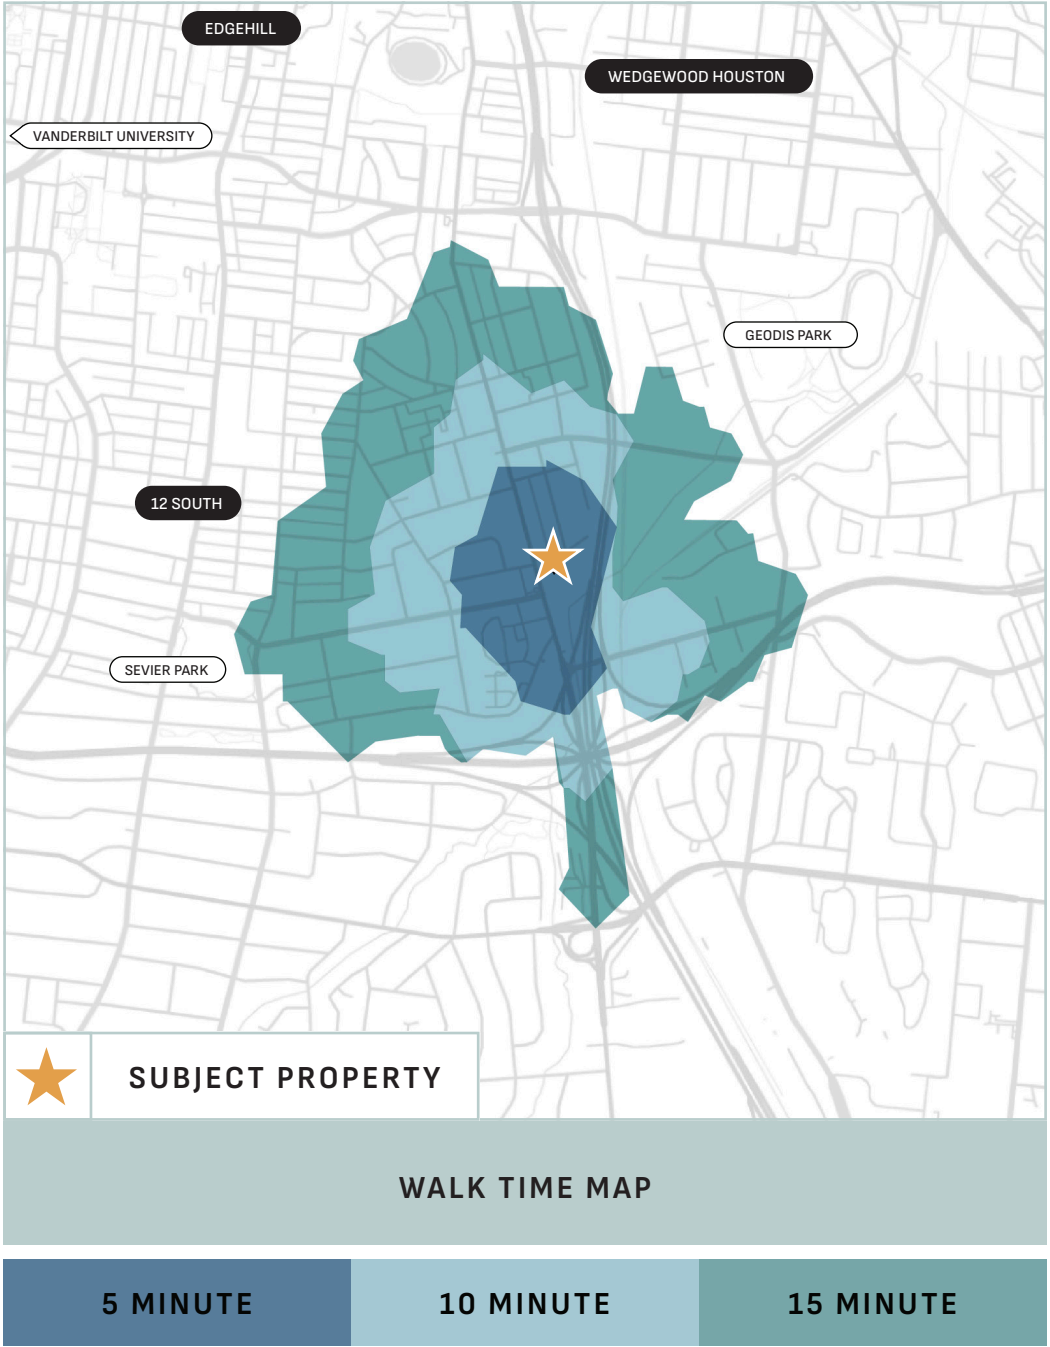 EDGEHILL
WEDGEWOOD HOUSTON
VANDERBILT UNIVERSITY
GEODIS PARK
12 SOUTH
SEVIER PARK
SUBJECT PROPERTY
WALK TIME MAP
5 MINUTE
10 MINUTE
15 MINUTE